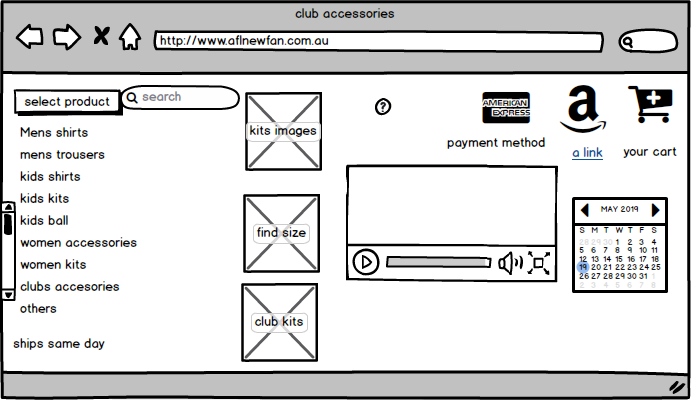 club accessories
http://www.aflnewfan.com.au
select product
search
Mens shirts
mens trousers
kids shirts
kids kits
kids ball
women accessories
women kits
clubs accesories
others
ships same day
kits images
find size
club kits
?
AMERICAN
EXPRESS
payment method
a
a link
your cart
MAY 2019
S M T W T F S
28 29 30 1 2 3 4
5 6 7 8 9 10 11
12 13 14 15 16 17 18
19 20 21 22 23 24 25
26 27 28 29 30 31 1
2 3 4 5 6 7 8